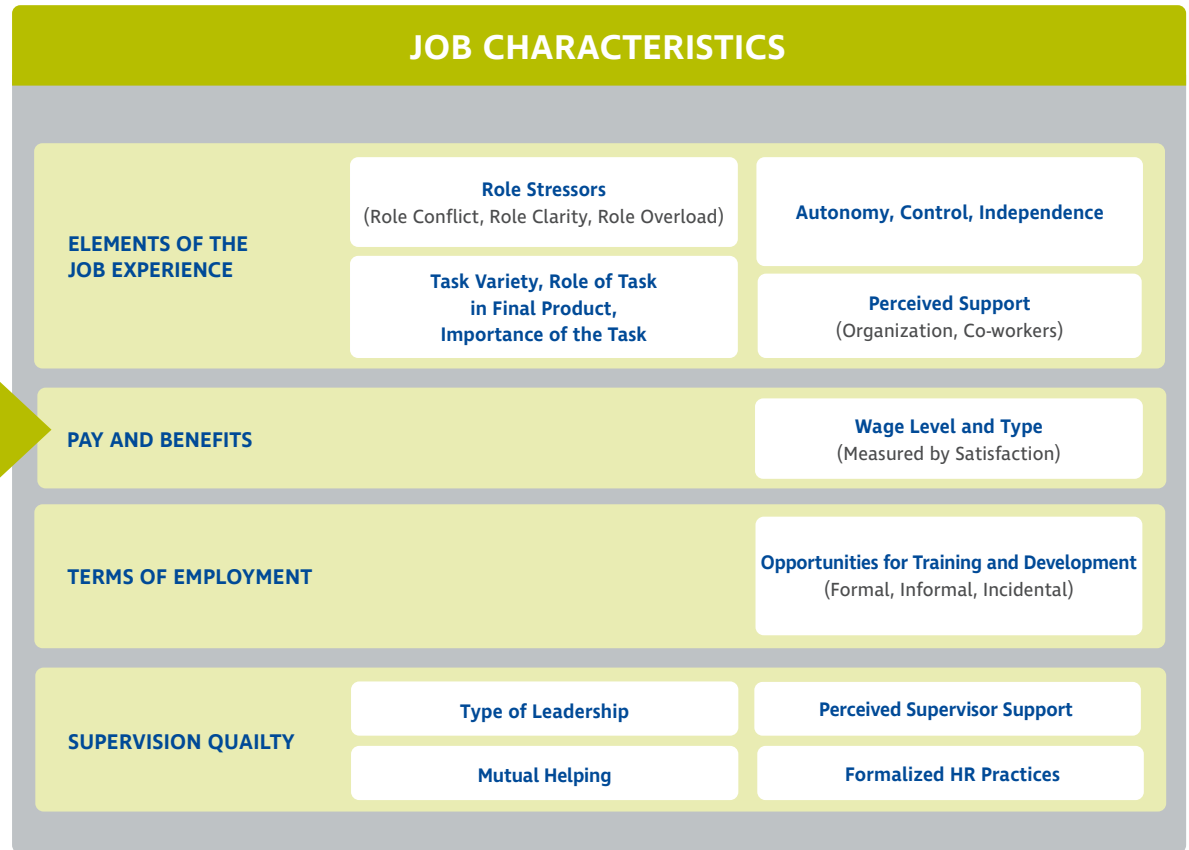 JOB CHARACTERISTICS
ELEMENTS OF THE
JOB EXPERIENCE
Role Stressors
(Role Conflict, Role Clarity, Role Overload)
Autonomy, Control, Independence
Task Variety, Role of Task
in Final Product,
Importance of the Task
Perceived Support
(Organization, Co-workers)
PAY AND BENEFITS
Wage Level and Type
(Measured by Satisfaction)
TERMS OF EMPLOYMENT
Opportunities for Training and Development
(Formal, Informal, Incidental)
SUPERVISION QUAILTY
Type of Leadership
Perceived Supervisor Support
Mutual Helping
Formalized HR Practices